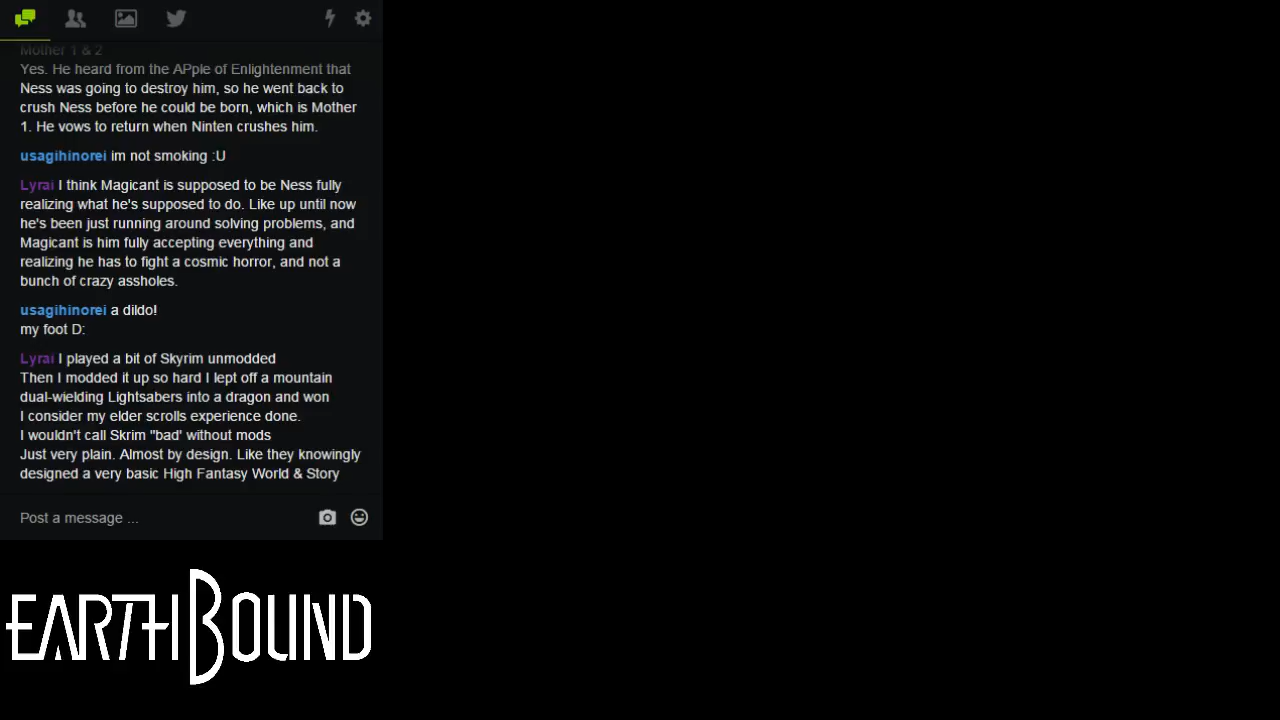 Mother 1 & 2
Yes. He heard from the APple of Enlightenment that
Ness was going to destroy him, so he went back to
crush Ness before he could be born, which is Mother
1. He vows to return when Ninten crushes him.
usagihinorei im not smoking :U
Lyrai I think Magicant is supposed to be Ness fully
realizing what he's supposed to do. Like up until now
he's been just running around solving problems, and
Magicant is him fully accepting everything and
realizing he has to fight a cosmic horror, and not a
bunch of crazy assholes.
usagihinorei a dildo!
my foot D:
Lyrai I played a bit of Skyrim unmodded
Then I modded it up so hard I lept off a mountain
dual-wielding Lightsabers into a dragon and won
I consider my elder scrolls experience done.
I wouldn't call Skrim "bad' without mods
Just very plain. Almost by design. Like they knowingly
designed a very basic High Fantasy World & Story
Post a message ...
EARTHBOUND